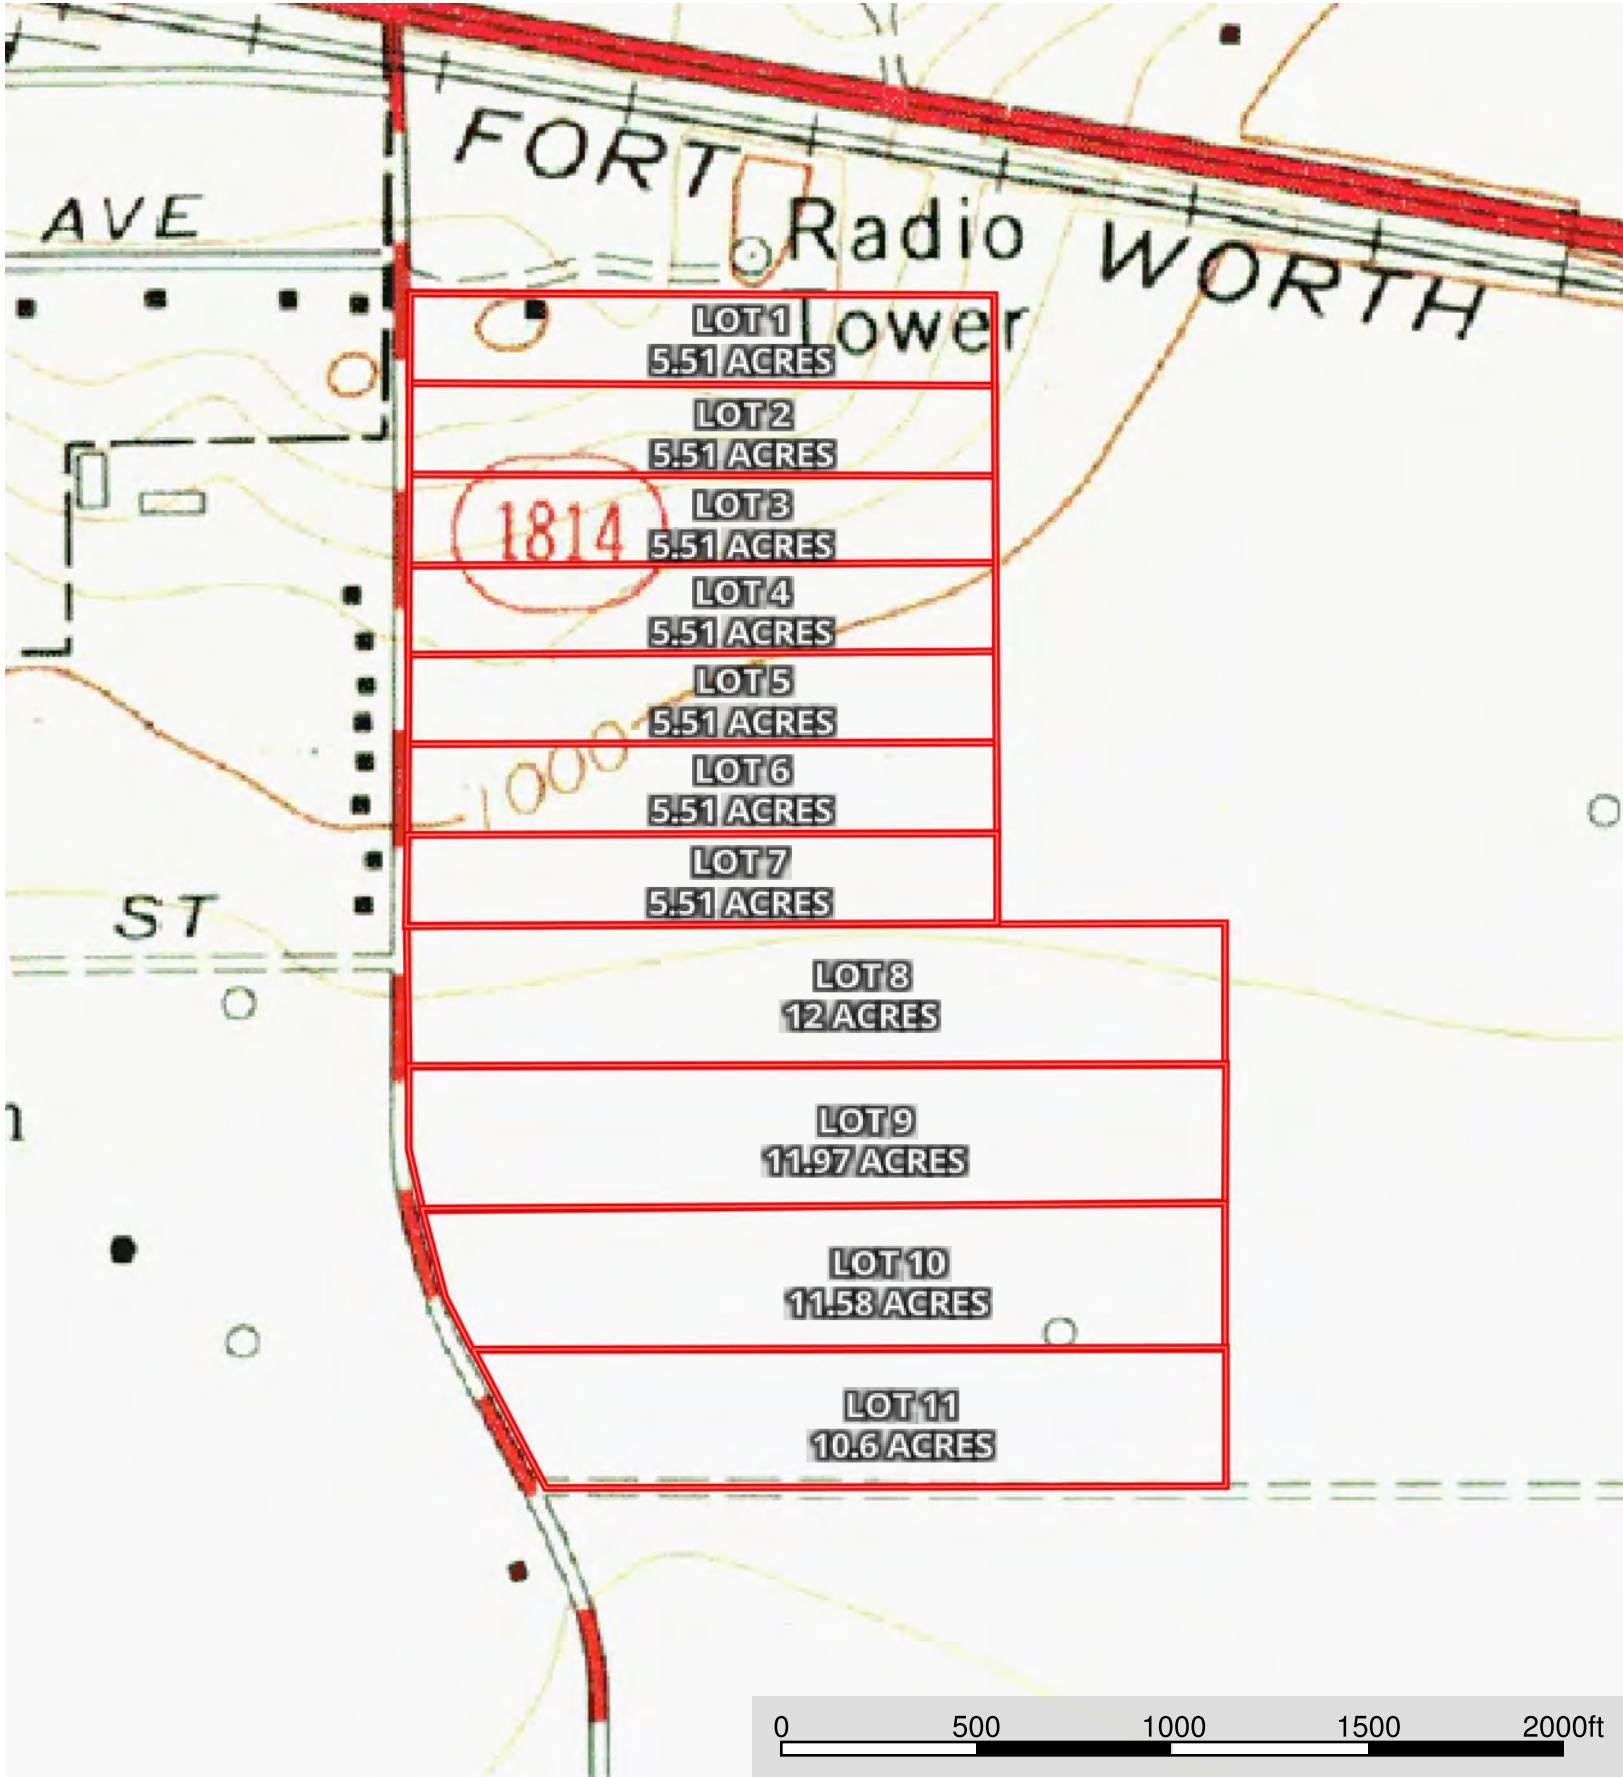 FORT WORTH
AVE
Radio
Tower
LOT 1
5.51 ACRES
LOT 2
5.51 ACRES
1814
LOT 3
5.51 ACRES
LOT 4
5.51 ACRES
LOT 5
5.51 ACRES
1000
LOT 6
5.51 ACRES
LOT 7
5.51 ACRES
ST
LOT 8
12 ACRES
n
LOT 9
11.97 ACRES
LOT 10
11.58 ACRES
LOT 11
10.6 ACRES
0 500 1000 1500 2000ft